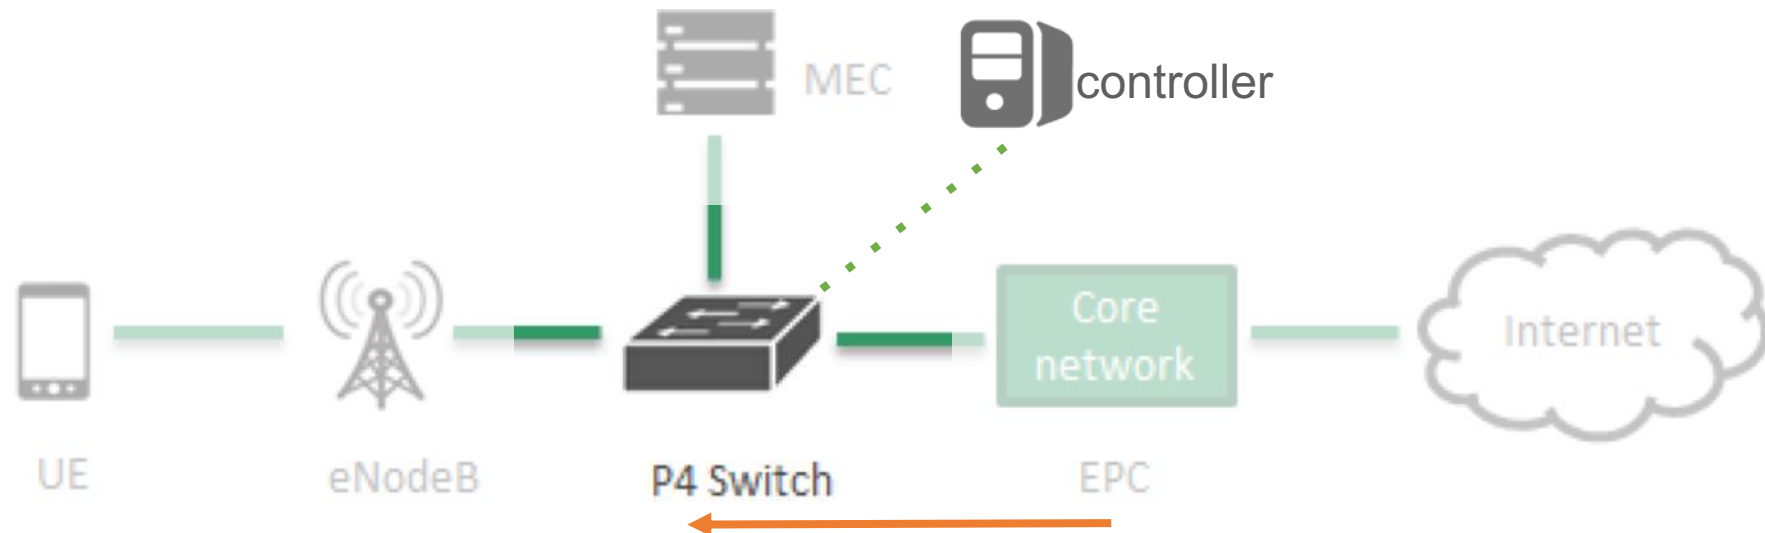 MEC
controller
Core
network
Internet
UE
eNodeB
P4 Switch
EPC